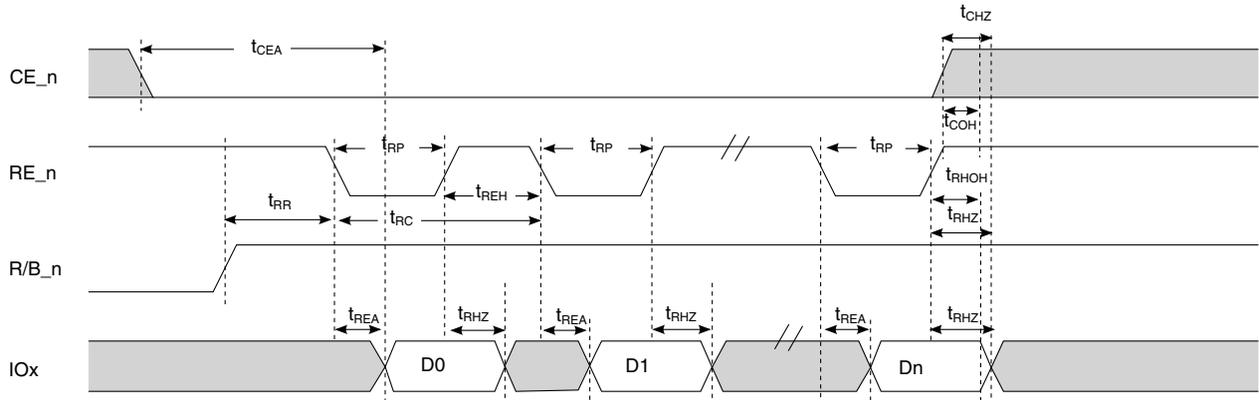 tCHZ
tCEA
CE_n
tCOH
tRP
tRP
tRP
RE_n
tREH
tRHOH
tRR
tRC
tRHZ
R/B_n
tREA
tRHZ
tREA
tRHZ
tREA
tRHZ
IOx
D0
D1
Dn